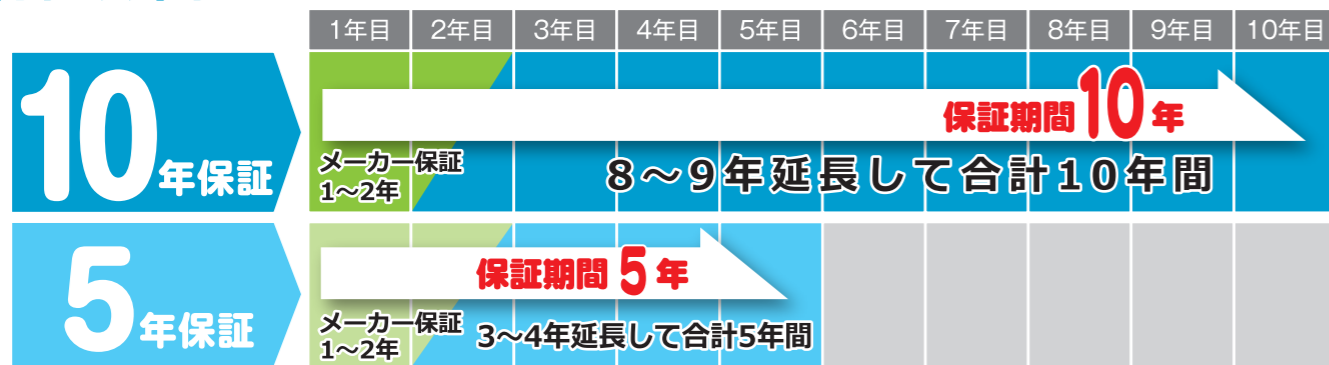 1年目 2年目 3年目 4年目 5年目 6年目 7年目 8年目 9年目 10年目
10年保証
保証期間10年
メーカー保証
1〜2年
8〜9年延長して合計10年間
5年保証
保証期間5年
メーカー保証
1〜2年
3〜4年延長して合計5年間